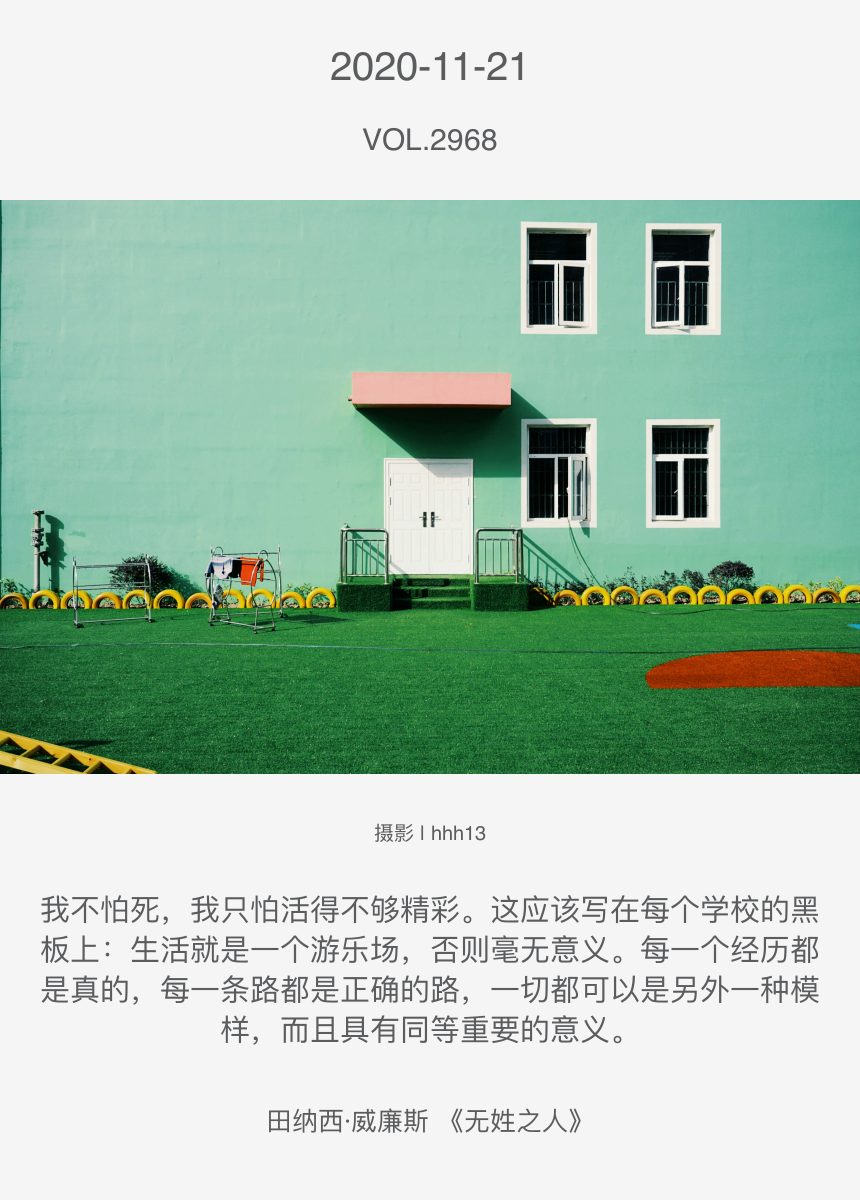 2020-11-21
VOL.2968
摄影 l hhh13
我不怕死，我只怕活得不够精彩。这应该写在每个学校的黑
板上：生活就是一个游乐场，否则毫无意义。每一个经历都
是真的，每一条路都是正确的路，一切都可以是另外一种模
样，而且具有同等重要的意义。
田纳西·威廉斯 《无姓之人》